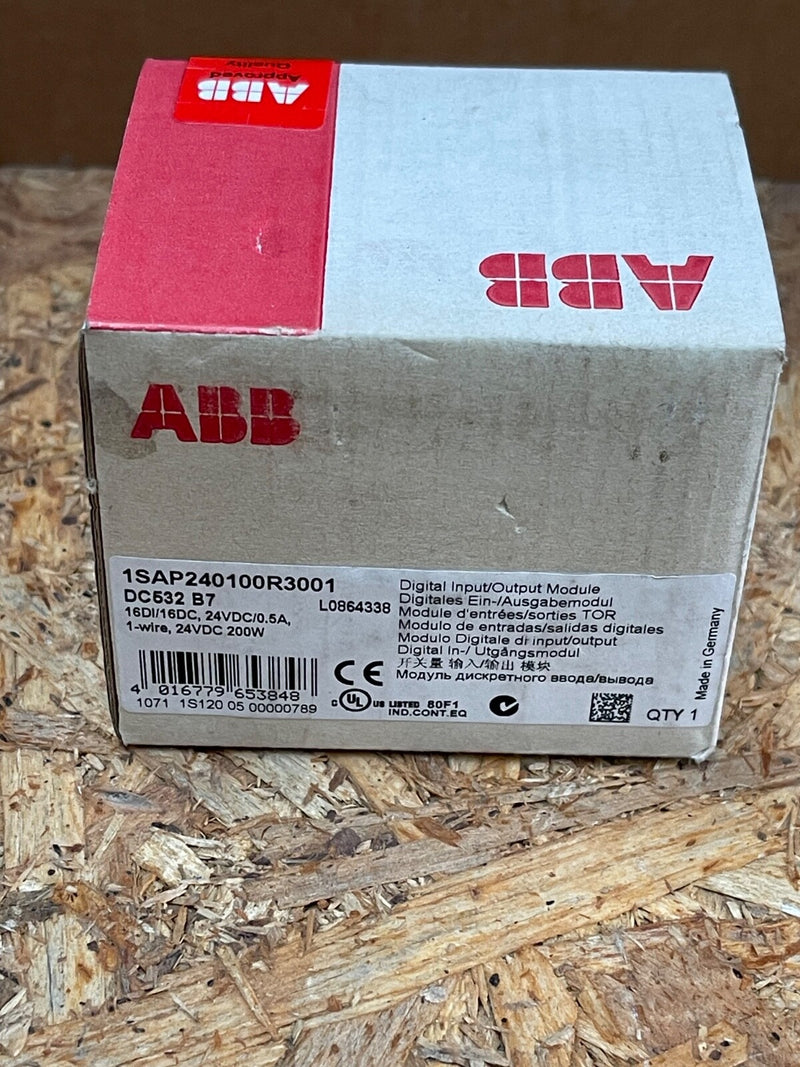 Quality
Approved
ABB
ABB
ABB
1SAP240100R3001
DC532 B7
L0864338
16DI/16DC, 24VDC/0.5A,
1-wire, 24VDC 200W
Digital Input/Output Module
Digitales Ein-/Ausgabemodul
Module d'entrées/sorties TOR
Modulo de entradas/salidas digitales
Modulo Digitale di input/output
Digital In-/ Utgångsmodul
开关量 输入/输出 模块
Модуль дискретного ввода/вывода
4 016779 653848
1071 1S120 05 00000789
CE
C UL US LISTED 80F1
IND.CONT.EQ
QTY 1
Made in Germany